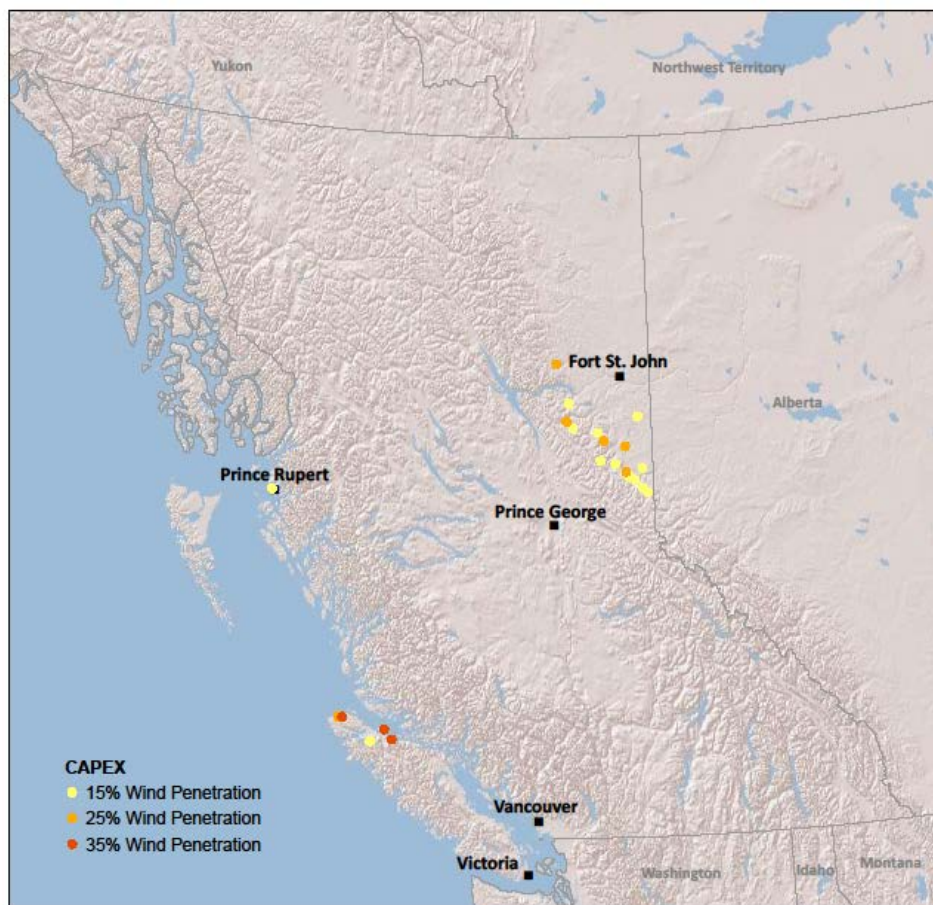 Yukon
Northwest Territory
Fort St. John
Alberta
Prince Rupert
Prince George
CAPEX
15% Wind Penetration
25% Wind Penetration
35% Wind Penetration
Vancouver
Victoria
Washington
Idaho
Montana